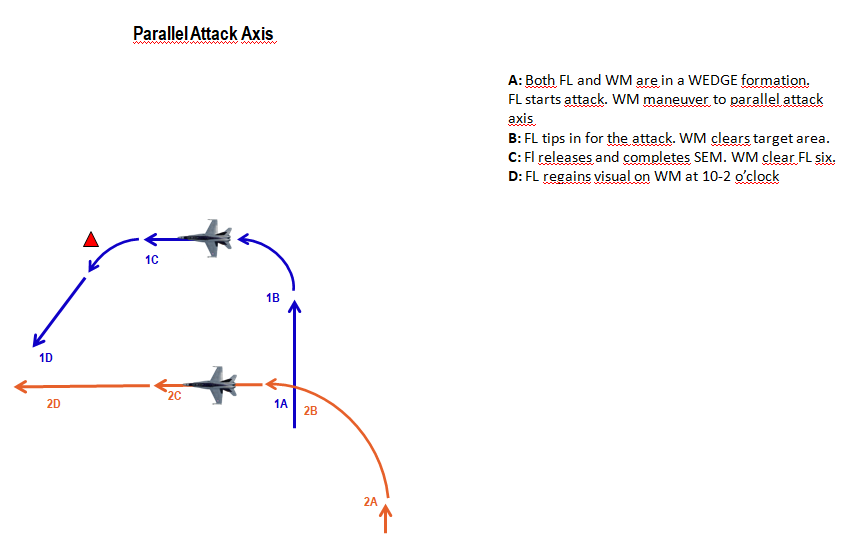 Parallel Attack Axis
A: Both FL and WM are in a WEDGE formation.
FL starts attack. WM maneuver to parallel attack
axis
B: FL tips in for the attack. WM clears target area.
C: Fl releases and completes SEM. WM clear FL six.
D: FL regains visual on WM at 10-2 o'clock
1C
1B
1D
2C
1A
2D
2B
2A